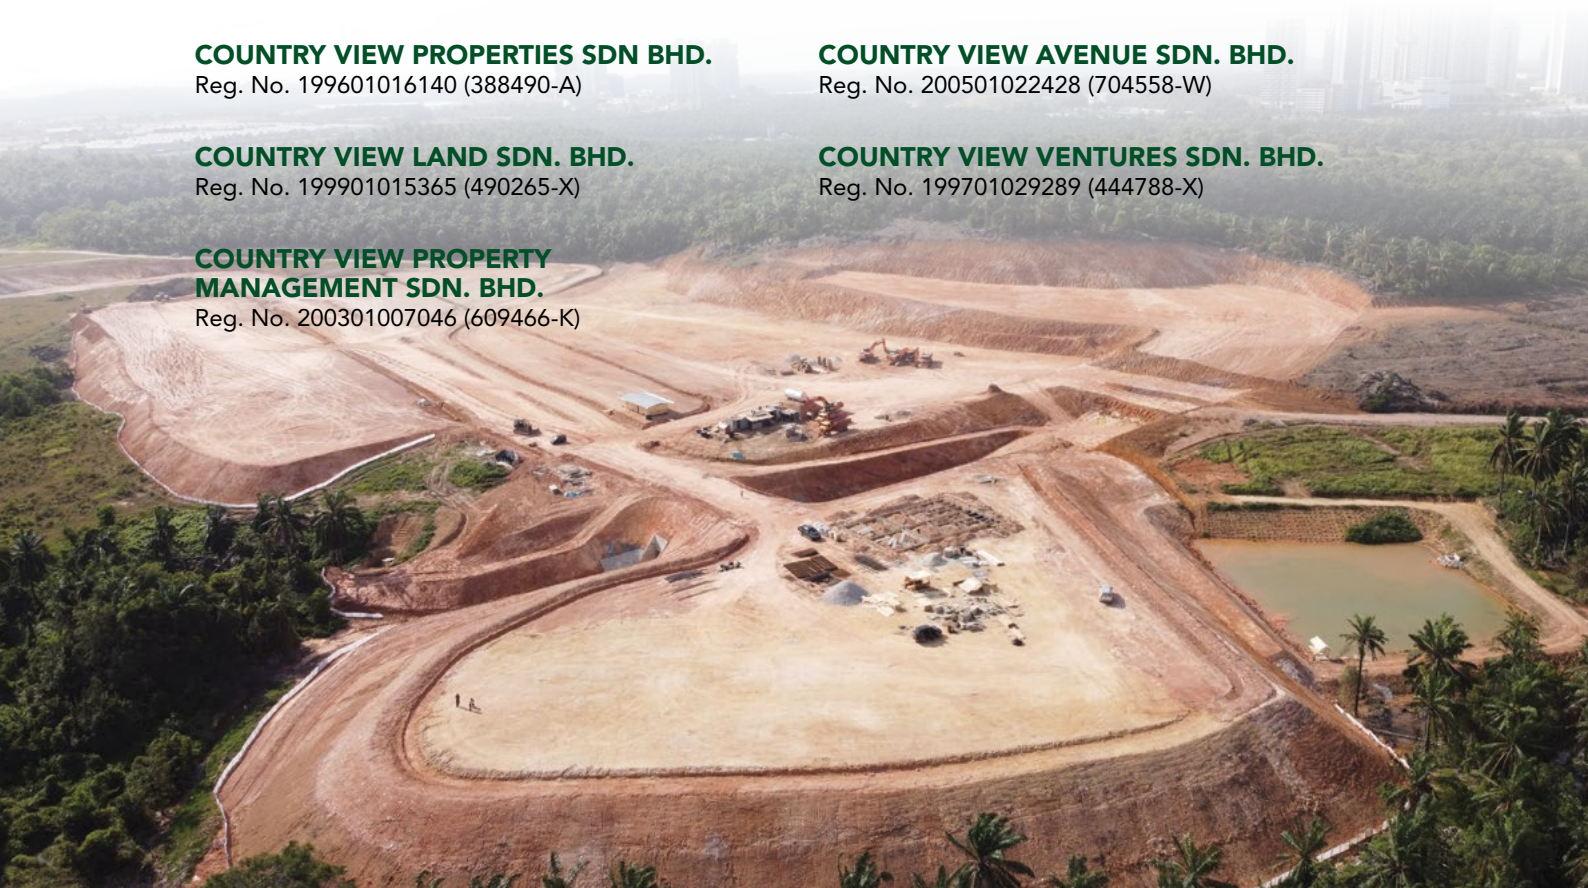 COUNTRY VIEW PROPERTIES SDN BHD.
Reg. No. 199601016140 (388490-A)
COUNTRY VIEW AVENUE SDN. BHD.
Reg. No. 200501022428 (704558-W)
COUNTRY VIEW LAND SDN. BHD.
Reg. No. 199901015365 (490265-X)
COUNTRY VIEW VENTURES SDN. BHD.
Reg. No. 199701029289 (444788-X)
COUNTRY VIEW PROPERTY
MANAGEMENT SDN. BHD.
Reg. No. 200301007046 (609466-K)